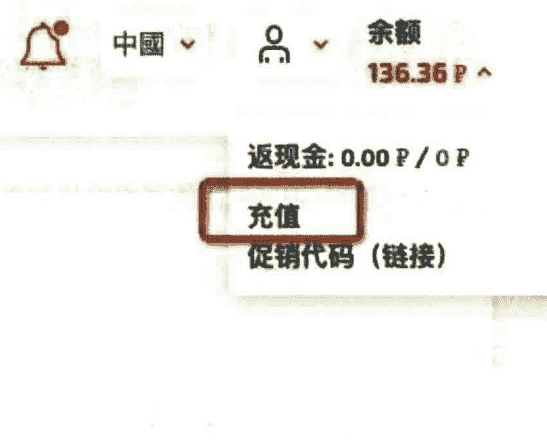 中國
余额
136.36 ₽
返现金: 0.00 ₽ / 0 ₽
充值
促销代码（链接）